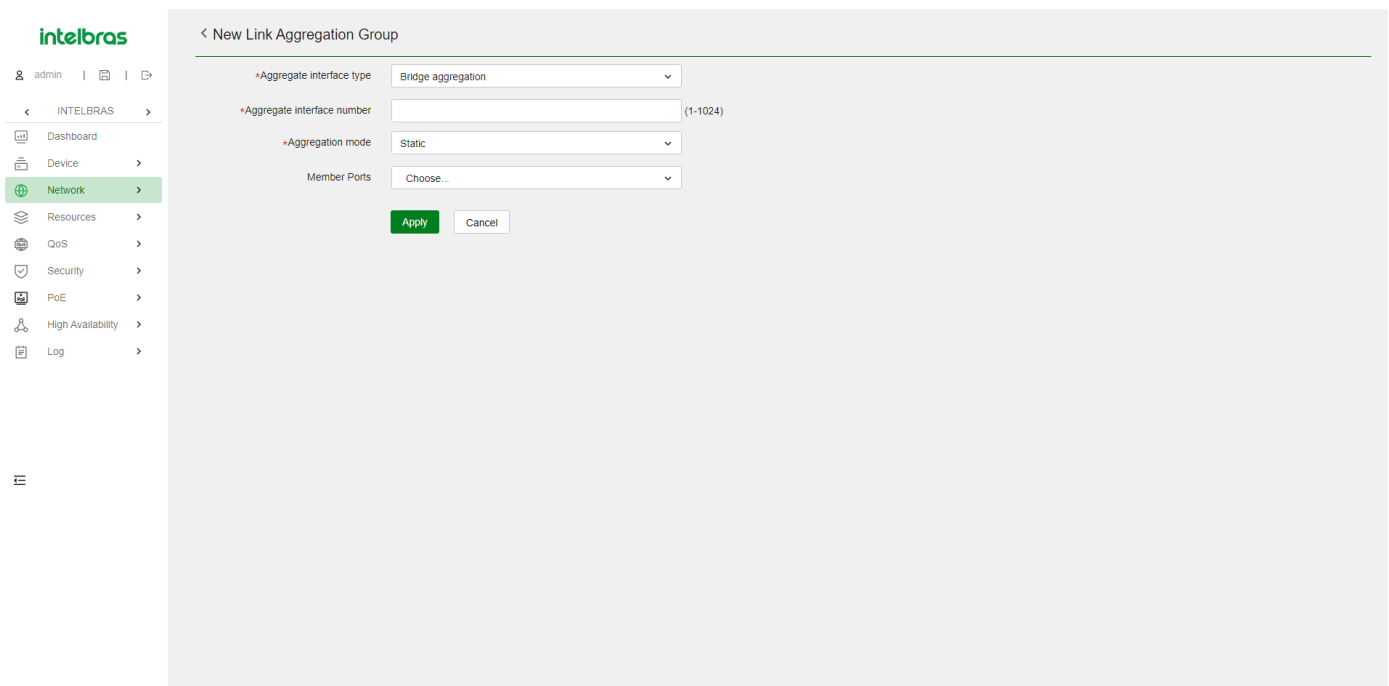 intelbras
admin | |
INTELBRAS
Dashboard
Device
Network
Resources
QoS
Security
PoE
High Availability
Log
New Link Aggregation Group
*Aggregate interface type Bridge aggregation
*Aggregate interface number (1-1024)
*Aggregation mode Static
Member Ports Choose...
Apply Cancel